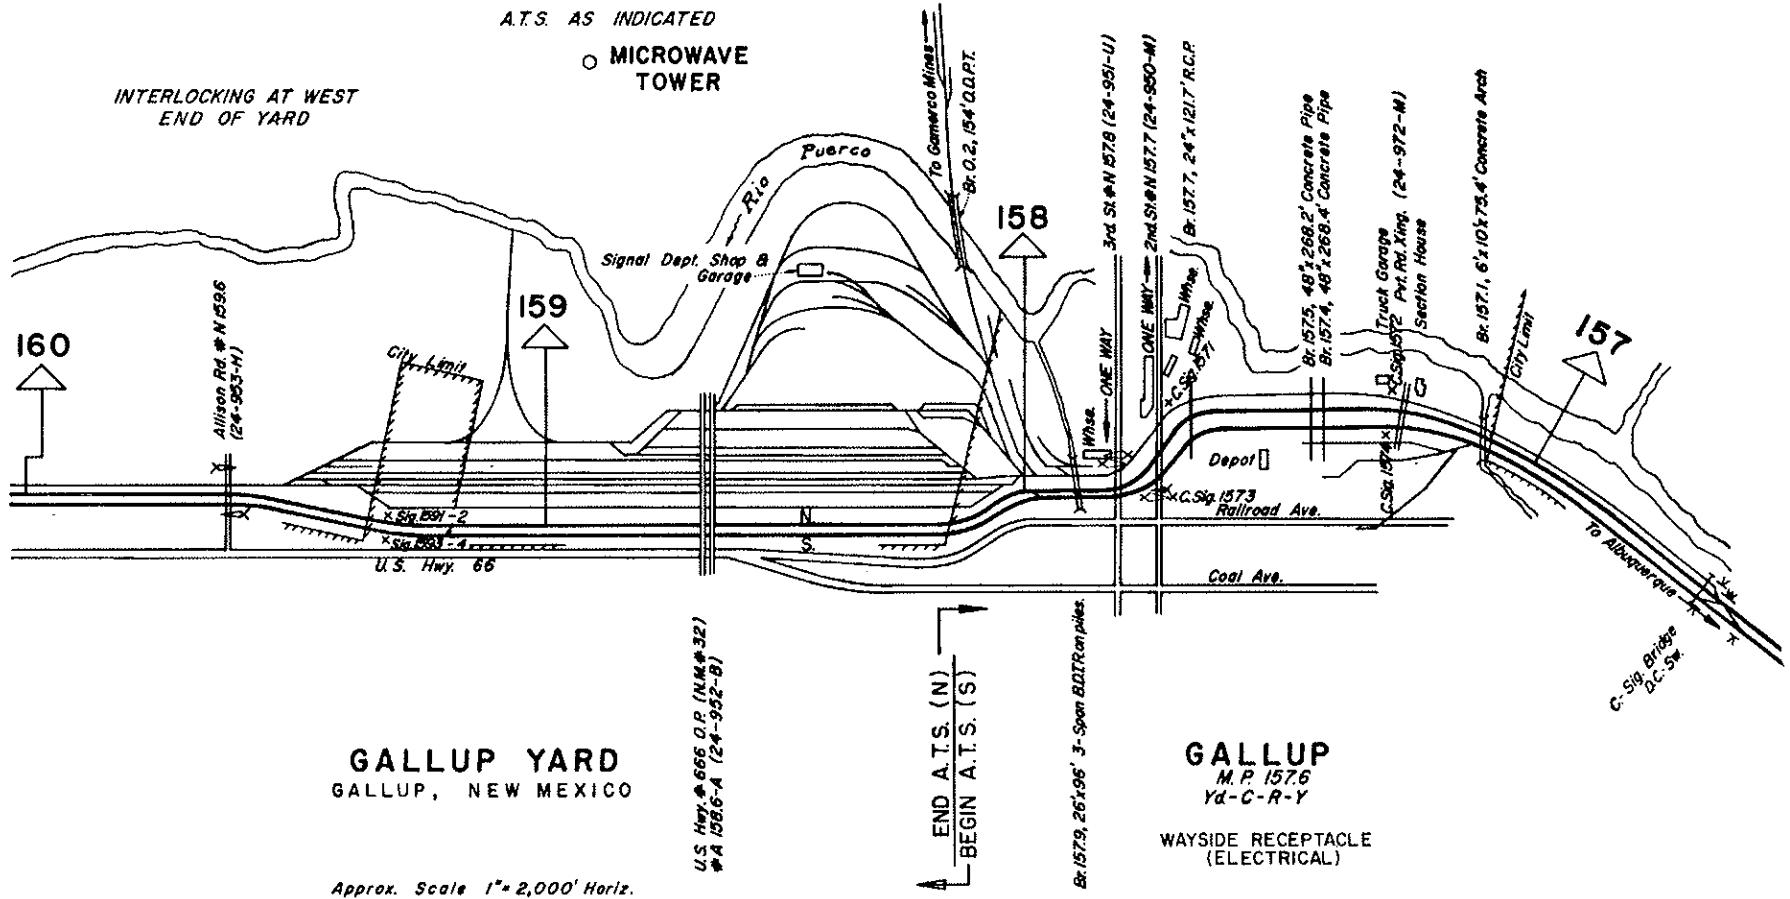 A.T.S. AS INDICATED
MICROWAVE
TOWER
INTERLOCKING AT WEST
END OF YARD
Rio
Puerco
To Gamerco Mines
Br. 0.2, 154' O.D.P.T.
158
3rd. St. #N 157.8 (24-951-U)
2nd. St. #N 157.7 (24-950-M)
Br. 157.7, 24"x 121.7' R.C.P.
ONE WAY
ONE WAY
Whse.
Whse.
Whse.
C. Sig. 1571
Br. 157.5, 48"x 268.2' Concrete Pipe
Br. 157.4, 48"x 268.4' Concrete Pipe
Truck Garage
C. Sig. 1572 Pvt. Rd. Xing. (24-972-M)
Section House
Br. 157.1, 6'x 10'x 75.4' Concrete Arch
City Limit
157
Signal Dept. Shop &
Garage
159
160
Allison Rd. #N 159.6
(24-953-H)
City Limit
Sig. 1591-2
Sig. 1593-4
U.S. Hwy. 66
N.
S.
Depot
C. Sig. 1573
C. Sig. 1574
Railroad Ave.
Coal Ave.
To Albuquerque
C-Sig. Bridge
D.C.-Sw.
U.S. Hwy. #666 O.P. (N.M. #32)
#A 158.6-A (24-952-B)
END A.T.S. (N)
BEGIN A.T.S. (S)
Br. 157.9, 26'x 96' 3-Span B.D.T.R. on piles.
GALLUP YARD
GALLUP, NEW MEXICO
GALLUP
M.P. 157.6
Yd-C-R-Y
WAYSIDE RECEPTACLE
(ELECTRICAL)
Approx. Scale 1"= 2,000' Horiz.